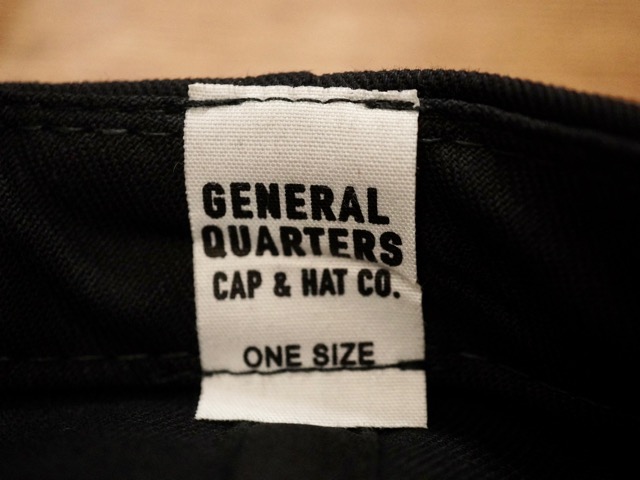 GENERAL
QUARTERS
CAP & HAT CO.
ONE SIZE